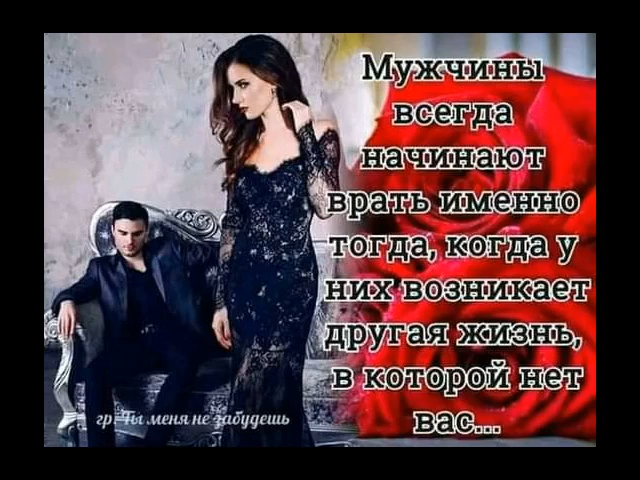 Мужчины
всегда
начинают
врать именно
тогда, когда у
них возникает
другая жизнь,
в которой нет
вас...
гр. Ты меня не забудешь